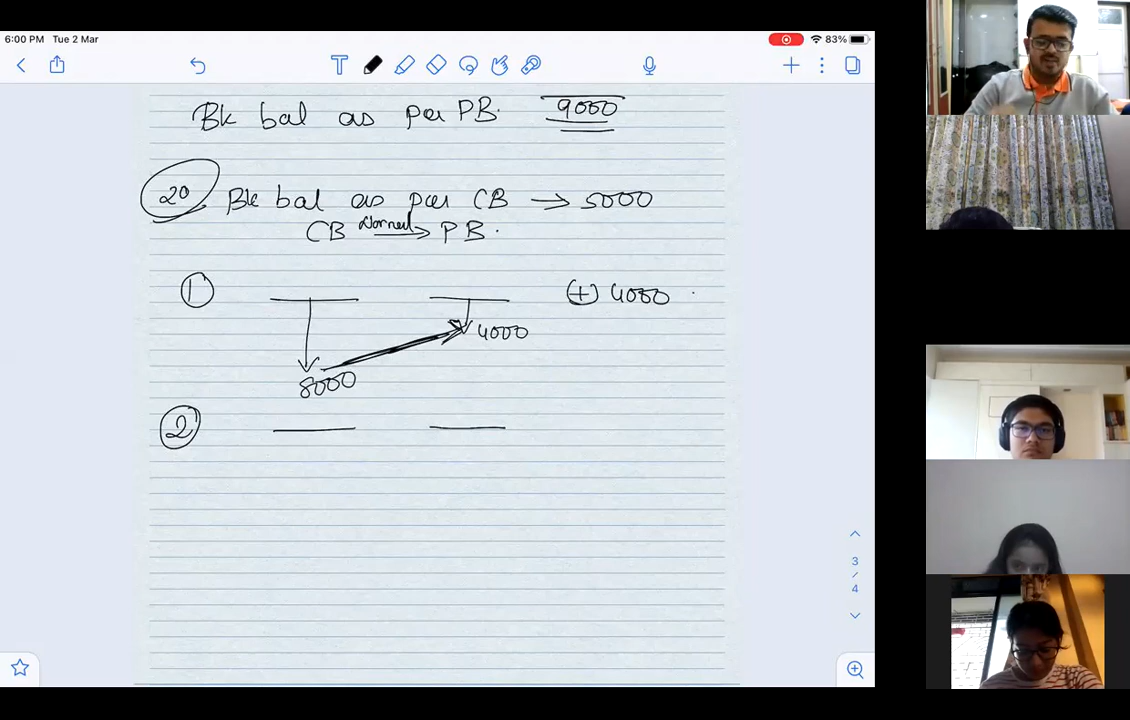 6:00 PM Tue 2 Mar
83%
Bk bal as per PB. 9000
20 Bk bal as per CB → 5000
CB Normal → PB.
1 (+) 4000
4000
8000
2
3
/
4